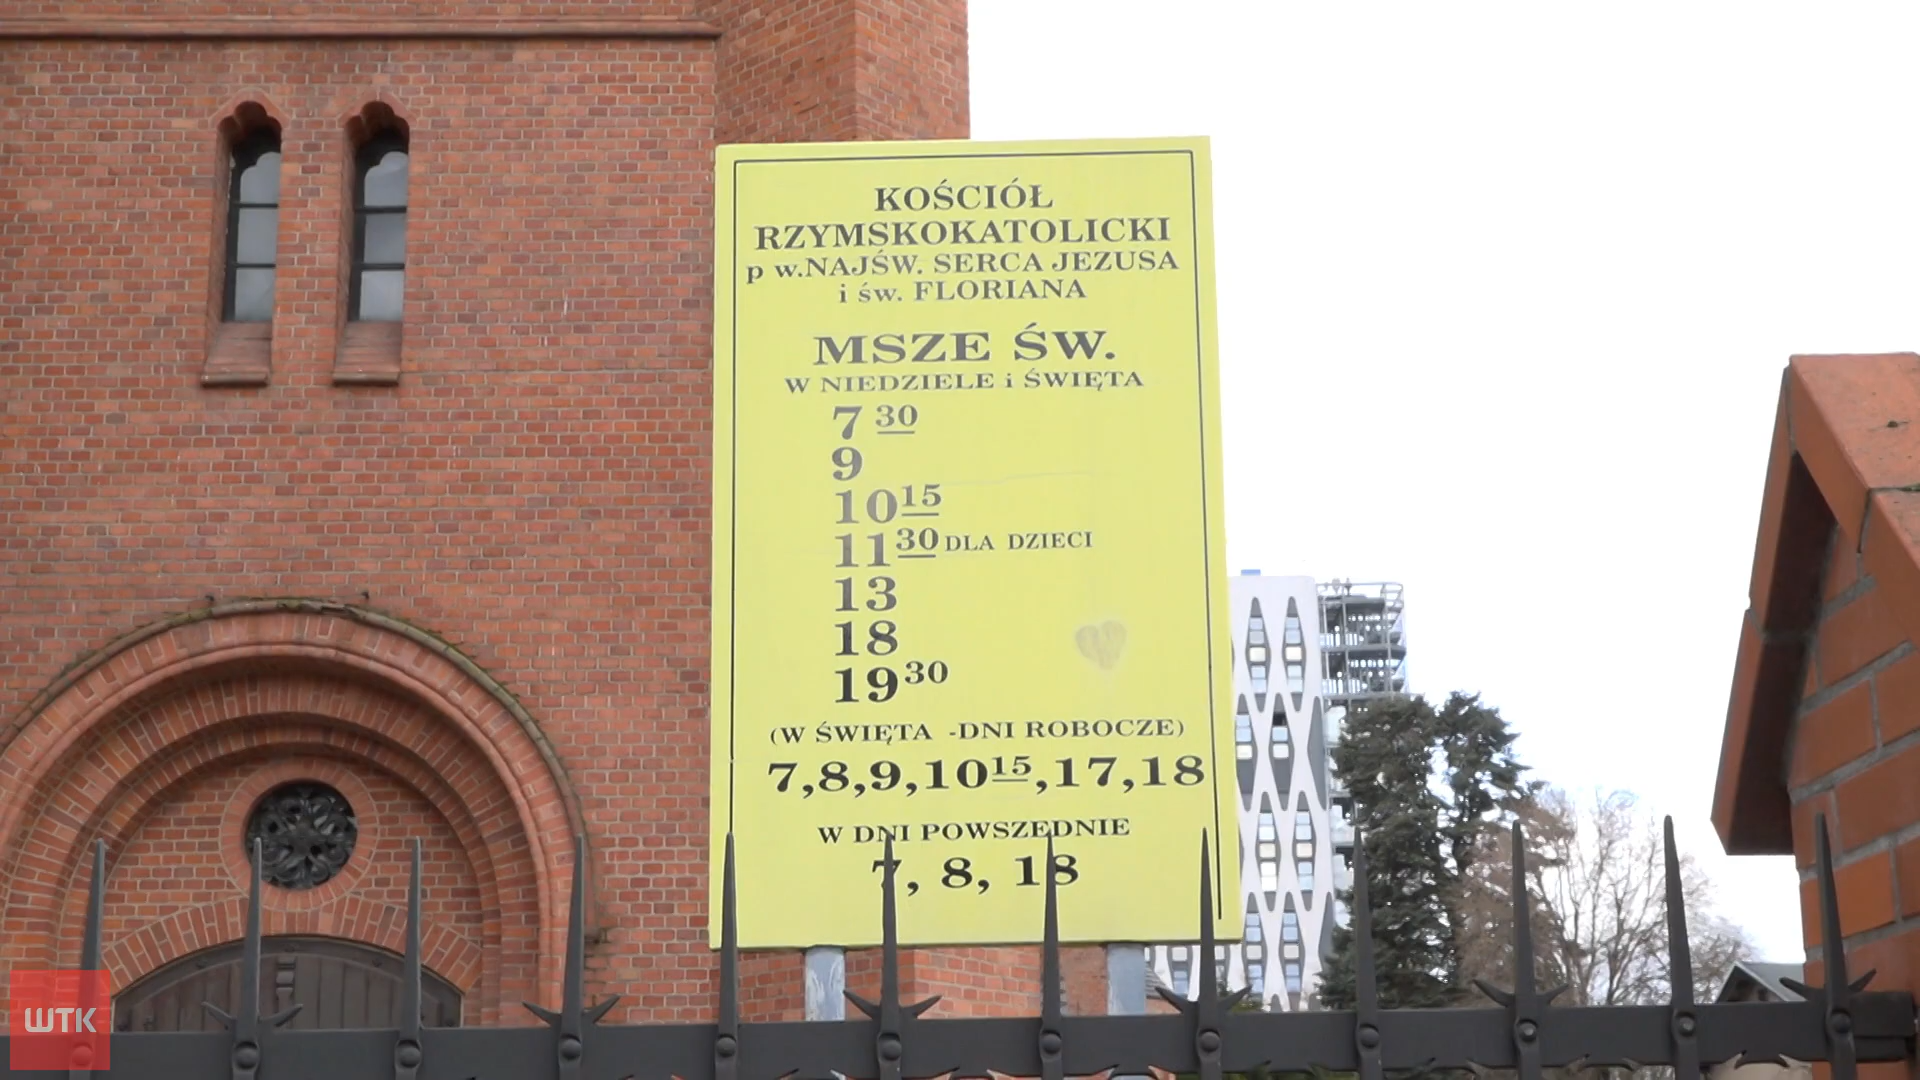 KOŚCIÓŁ
RZYMSKOKATOLICKI
p w.NAJŚW. SERCA JEZUSA
i św. FLORIANA
MSZE ŚW.
W NIEDZIELE i ŚWIĘTA
7 30
9
10 15
11 30 DLA DZIECI
13
18
19 30
(W ŚWIĘTA -DNI ROBOCZE)
7,8,9,10 15,17,18
W DNI POWSZEDNIE
7, 8, 18
WTK